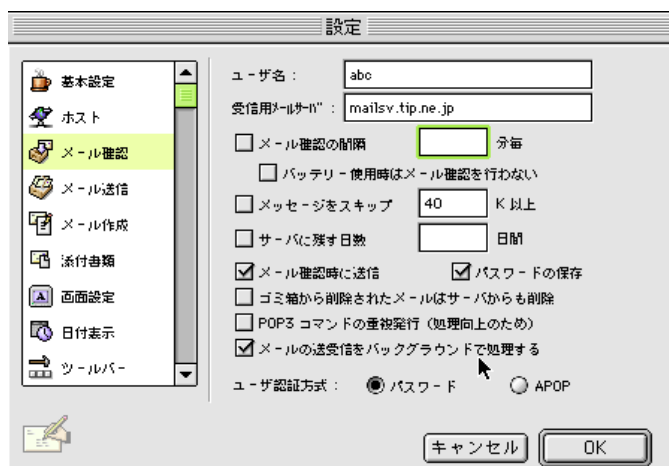 設定
基本設定
ホスト
メール確認
メール送信
メール作成
添付書類
画面設定
日付表示
ツールバー
ユーザ名： abc
受信用メールサーバ： mailsv.tip.ne.jp
メール確認の間隔 分毎
バッテリー使用時はメール確認を行わない
メッセージをスキップ 40 K 以上
サーバに残す日数 日間
メール確認時に送信 パスワードの保存
ゴミ箱から削除されたメールはサーバからも削除
POP3 コマンドの重複発行（処理向上のため）
メールの送受信をバックグラウンドで処理する
ユーザ認証方式： パスワード APOP
キャンセル OK